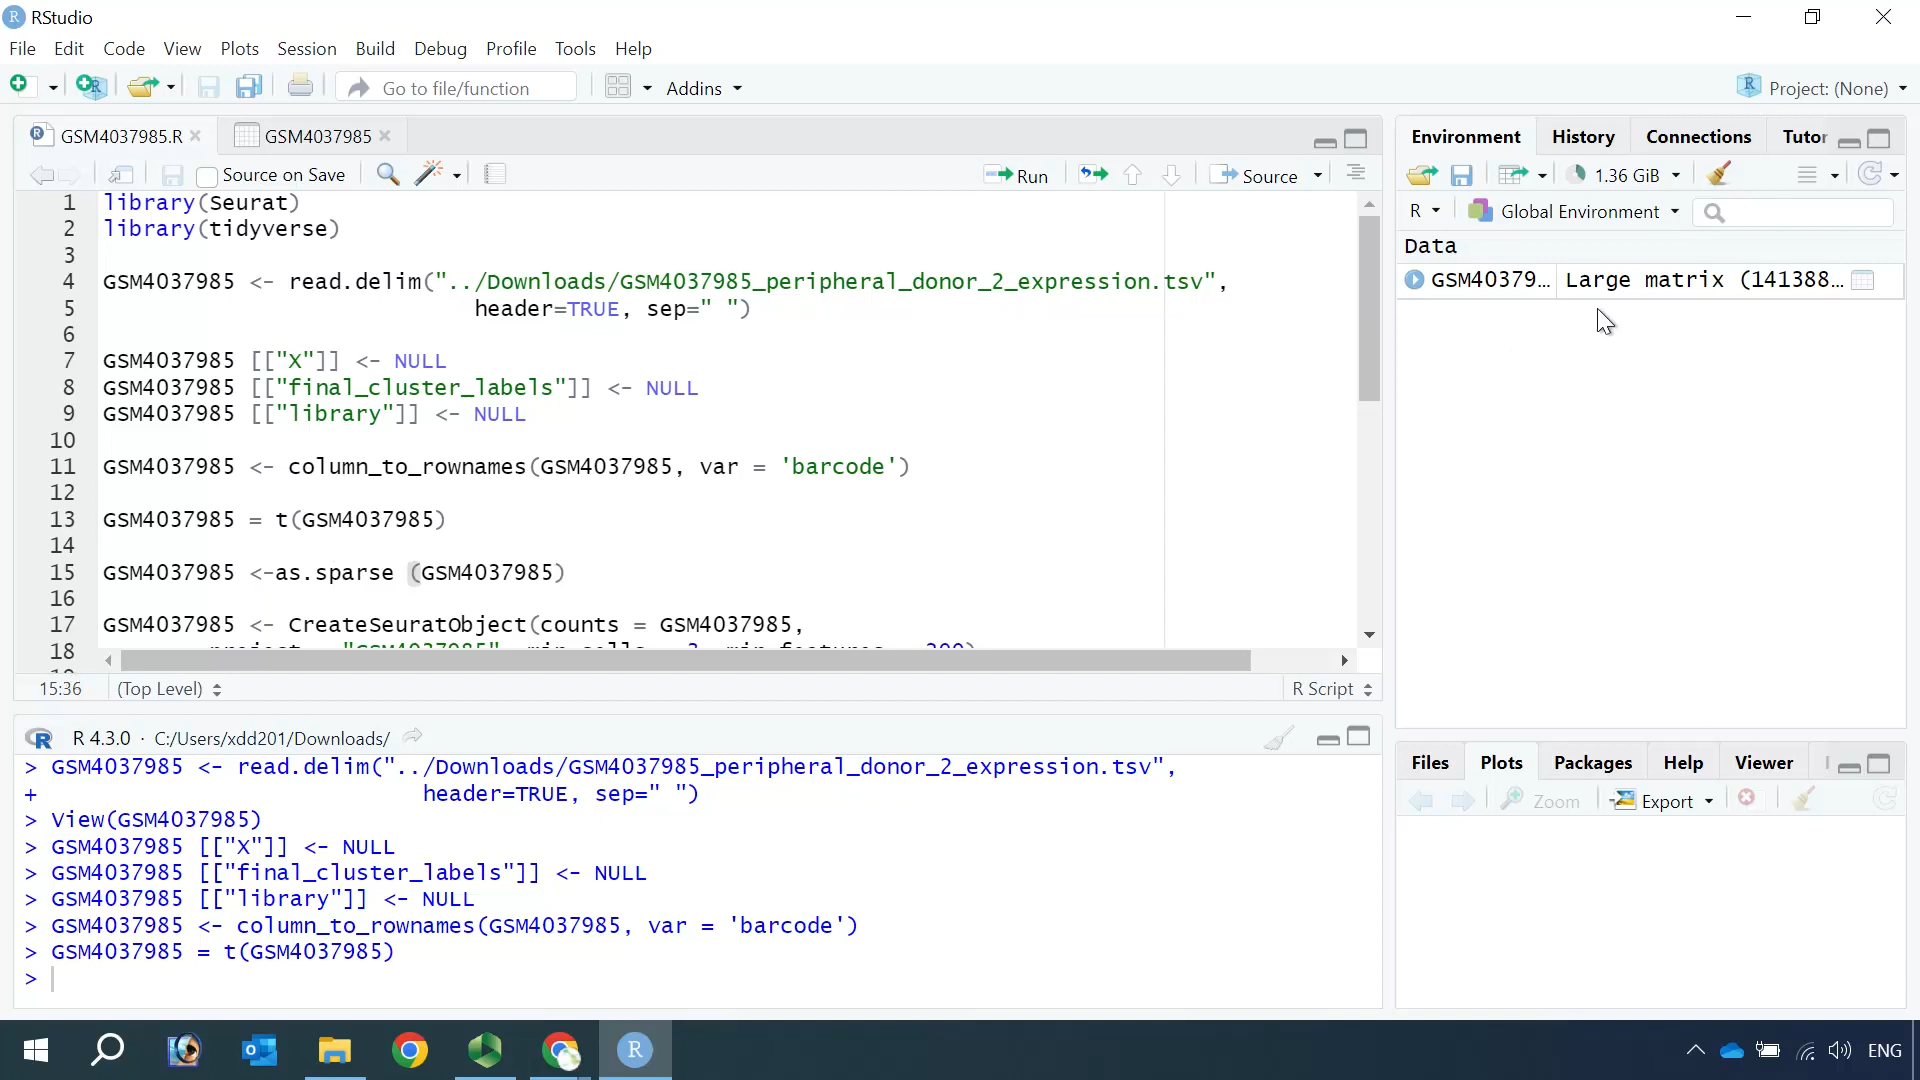 RStudio
File Edit Code View Plots Session Build Debug Profile Tools Help
Go to file/function Addins Project: (None)
GSM4037985.R GSM4037985
Source on Save Run Source
1 library(Seurat)
2 library(tidyverse)
3
4 GSM4037985 <- read.delim("../Downloads/GSM4037985_peripheral_donor_2_expression.tsv",
5 header=TRUE, sep=" ")
6
7 GSM4037985 [["X"]] <- NULL
8 GSM4037985 [["final_cluster_labels"]] <- NULL
9 GSM4037985 [["library"]] <- NULL
10
11 GSM4037985 <- column_to_rownames(GSM4037985, var = 'barcode')
12
13 GSM4037985 = t(GSM4037985)
14
15 GSM4037985 <-as.sparse (GSM4037985)
16
17 GSM4037985 <- CreateSeuratObject(counts = GSM4037985,
18
15:36 (Top Level) R Script
R 4.3.0 · C:/Users/xdd201/Downloads/
> GSM4037985 <- read.delim("../Downloads/GSM4037985_peripheral_donor_2_expression.tsv",
+ header=TRUE, sep=" ")
> View(GSM4037985)
> GSM4037985 [["X"]] <- NULL
> GSM4037985 [["final_cluster_labels"]] <- NULL
> GSM4037985 [["library"]] <- NULL
> GSM4037985 <- column_to_rownames(GSM4037985, var = 'barcode')
> GSM4037985 = t(GSM4037985)
>
Environment History Connections Tutor
1.36 GiB
R Global Environment
Data
GSM40379... Large matrix (141388...
Files Plots Packages Help Viewer
Zoom Export
ENG